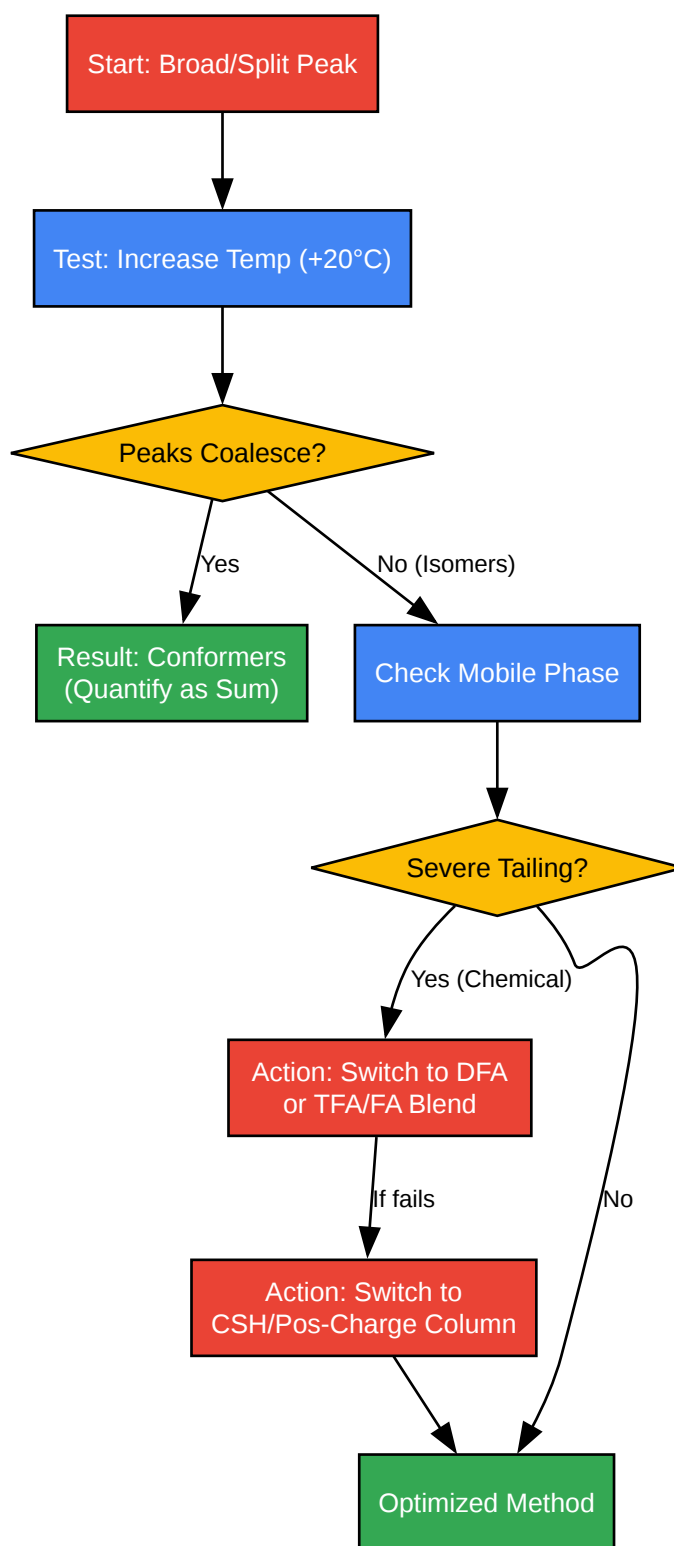 Start: Broad/Split Peak
Test: Increase Temp (+20°C)
Peaks Coalesce?
Yes
No (Isomers)
Result: Conformers
(Quantify as Sum)
Check Mobile Phase
Severe Tailing?
Yes (Chemical)
Action: Switch to DFA
or TFA/FA Blend
If fails
No
Action: Switch to
CSH/Pos-Charge Column
Optimized Method